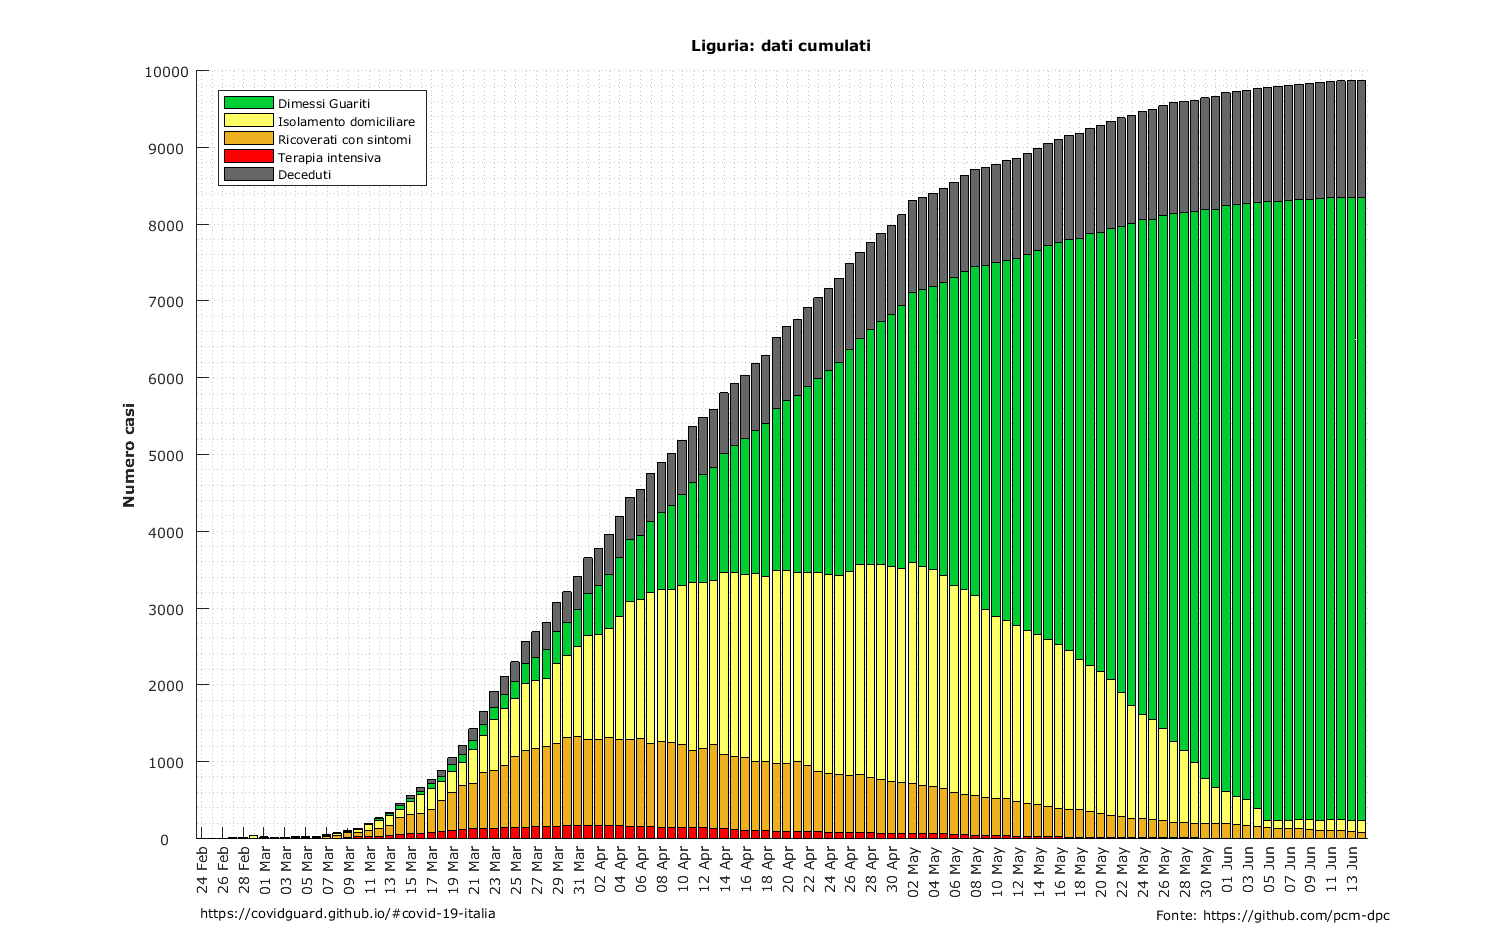 Liguria: dati cumulati
10000
9000
8000
7000
6000
5000
4000
3000
2000
1000
0
Numero casi
Dimessi Guariti
Isolamento domiciliare
Ricoverati con sintomi
Terapia intensiva
Deceduti
24 Feb
26 Feb
28 Feb
01 Mar
03 Mar
05 Mar
07 Mar
09 Mar
11 Mar
13 Mar
15 Mar
17 Mar
19 Mar
21 Mar
23 Mar
25 Mar
27 Mar
29 Mar
31 Mar
02 Apr
04 Apr
06 Apr
08 Apr
10 Apr
12 Apr
14 Apr
16 Apr
18 Apr
20 Apr
22 Apr
24 Apr
26 Apr
28 Apr
30 Apr
02 May
04 May
06 May
08 May
10 May
12 May
14 May
16 May
18 May
20 May
22 May
24 May
26 May
28 May
30 May
01 Jun
03 Jun
05 Jun
07 Jun
09 Jun
11 Jun
13 Jun
https://covidguard.github.io/#covid-19-italia
Fonte: https://github.com/pcm-dpc